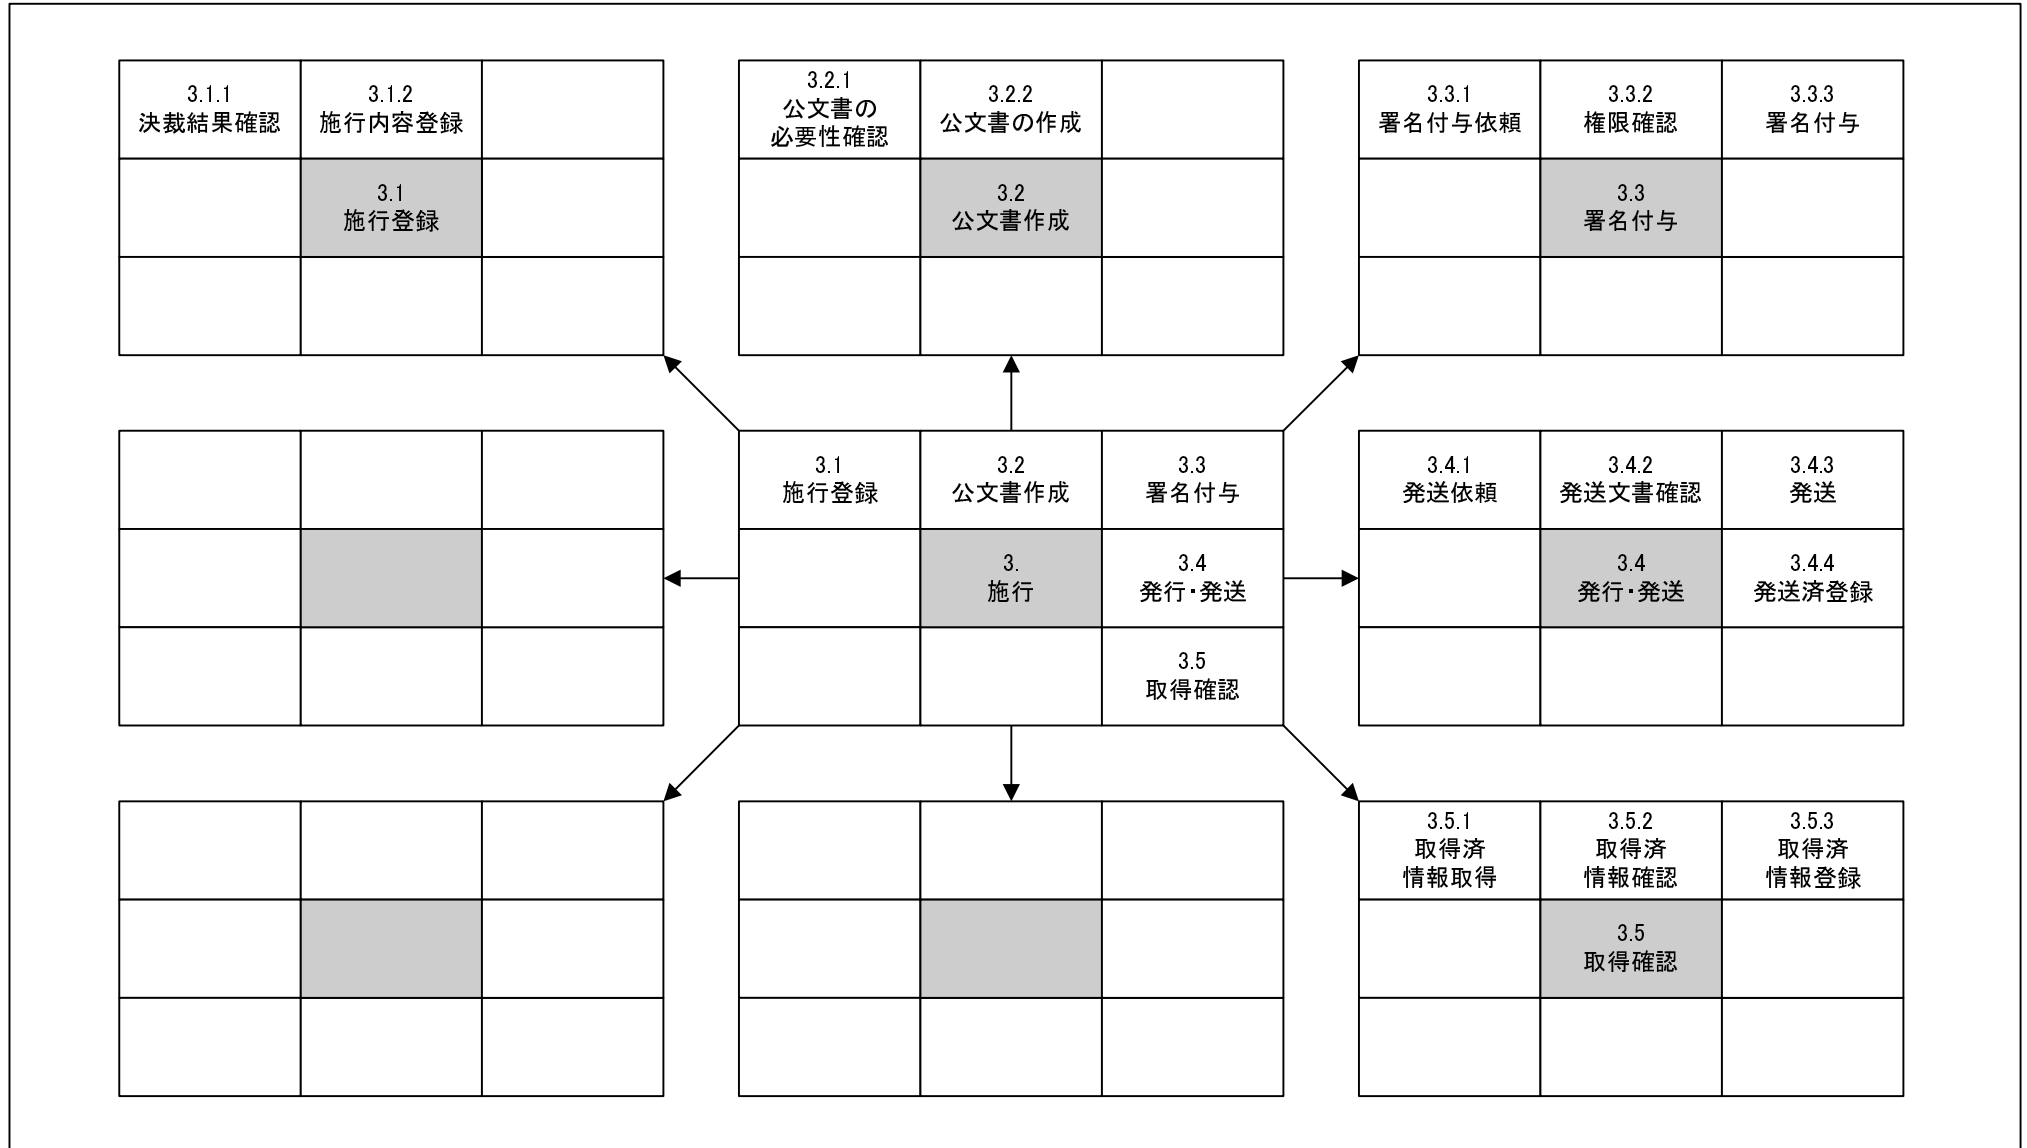 3.1.1
決裁結果確認
3.1.2
施行内容登録
3.1
施行登録
3.2.1
公文書の
必要性確認
3.2.2
公文書の作成
3.2
公文書作成
3.3.1
署名付与依頼
3.3.2
権限確認
3.3.3
署名付与
3.3
署名付与
3.1
施行登録
3.2
公文書作成
3.3
署名付与
3.
施行
3.4
発行・発送
3.5
取得確認
3.4.1
発送依頼
3.4.2
発送文書確認
3.4.3
発送
3.4
発行・発送
3.4.4
発送済登録
3.5.1
取得済
情報取得
3.5.2
取得済
情報確認
3.5.3
取得済
情報登録
3.5
取得確認